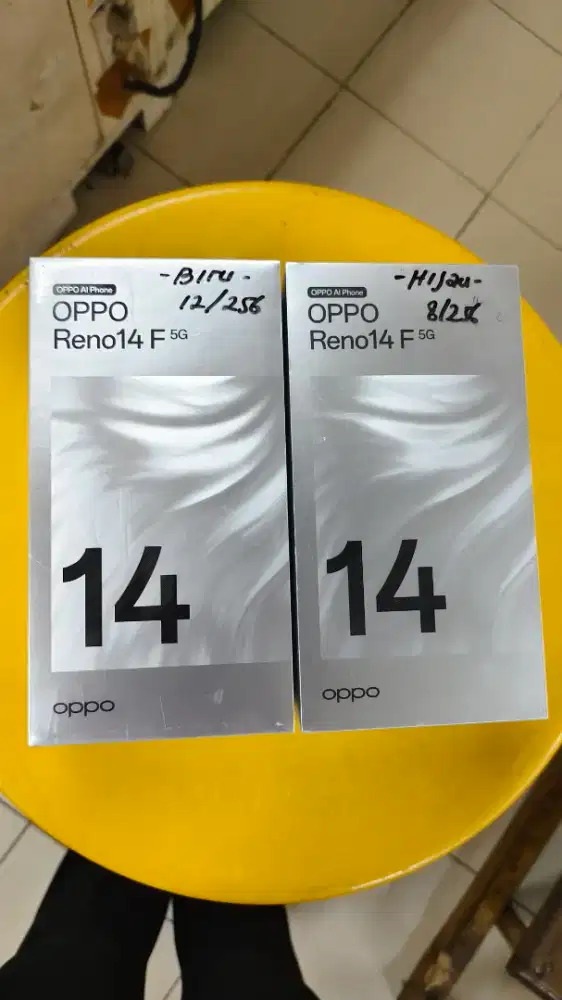 OPPO AI Phone
OPPO
Reno14 F 5G
-Biru-
12/256
14
oppo
OPPO AI Phone
OPPO
Reno14 F 5G
-Hijau-
8/256
14
oppo